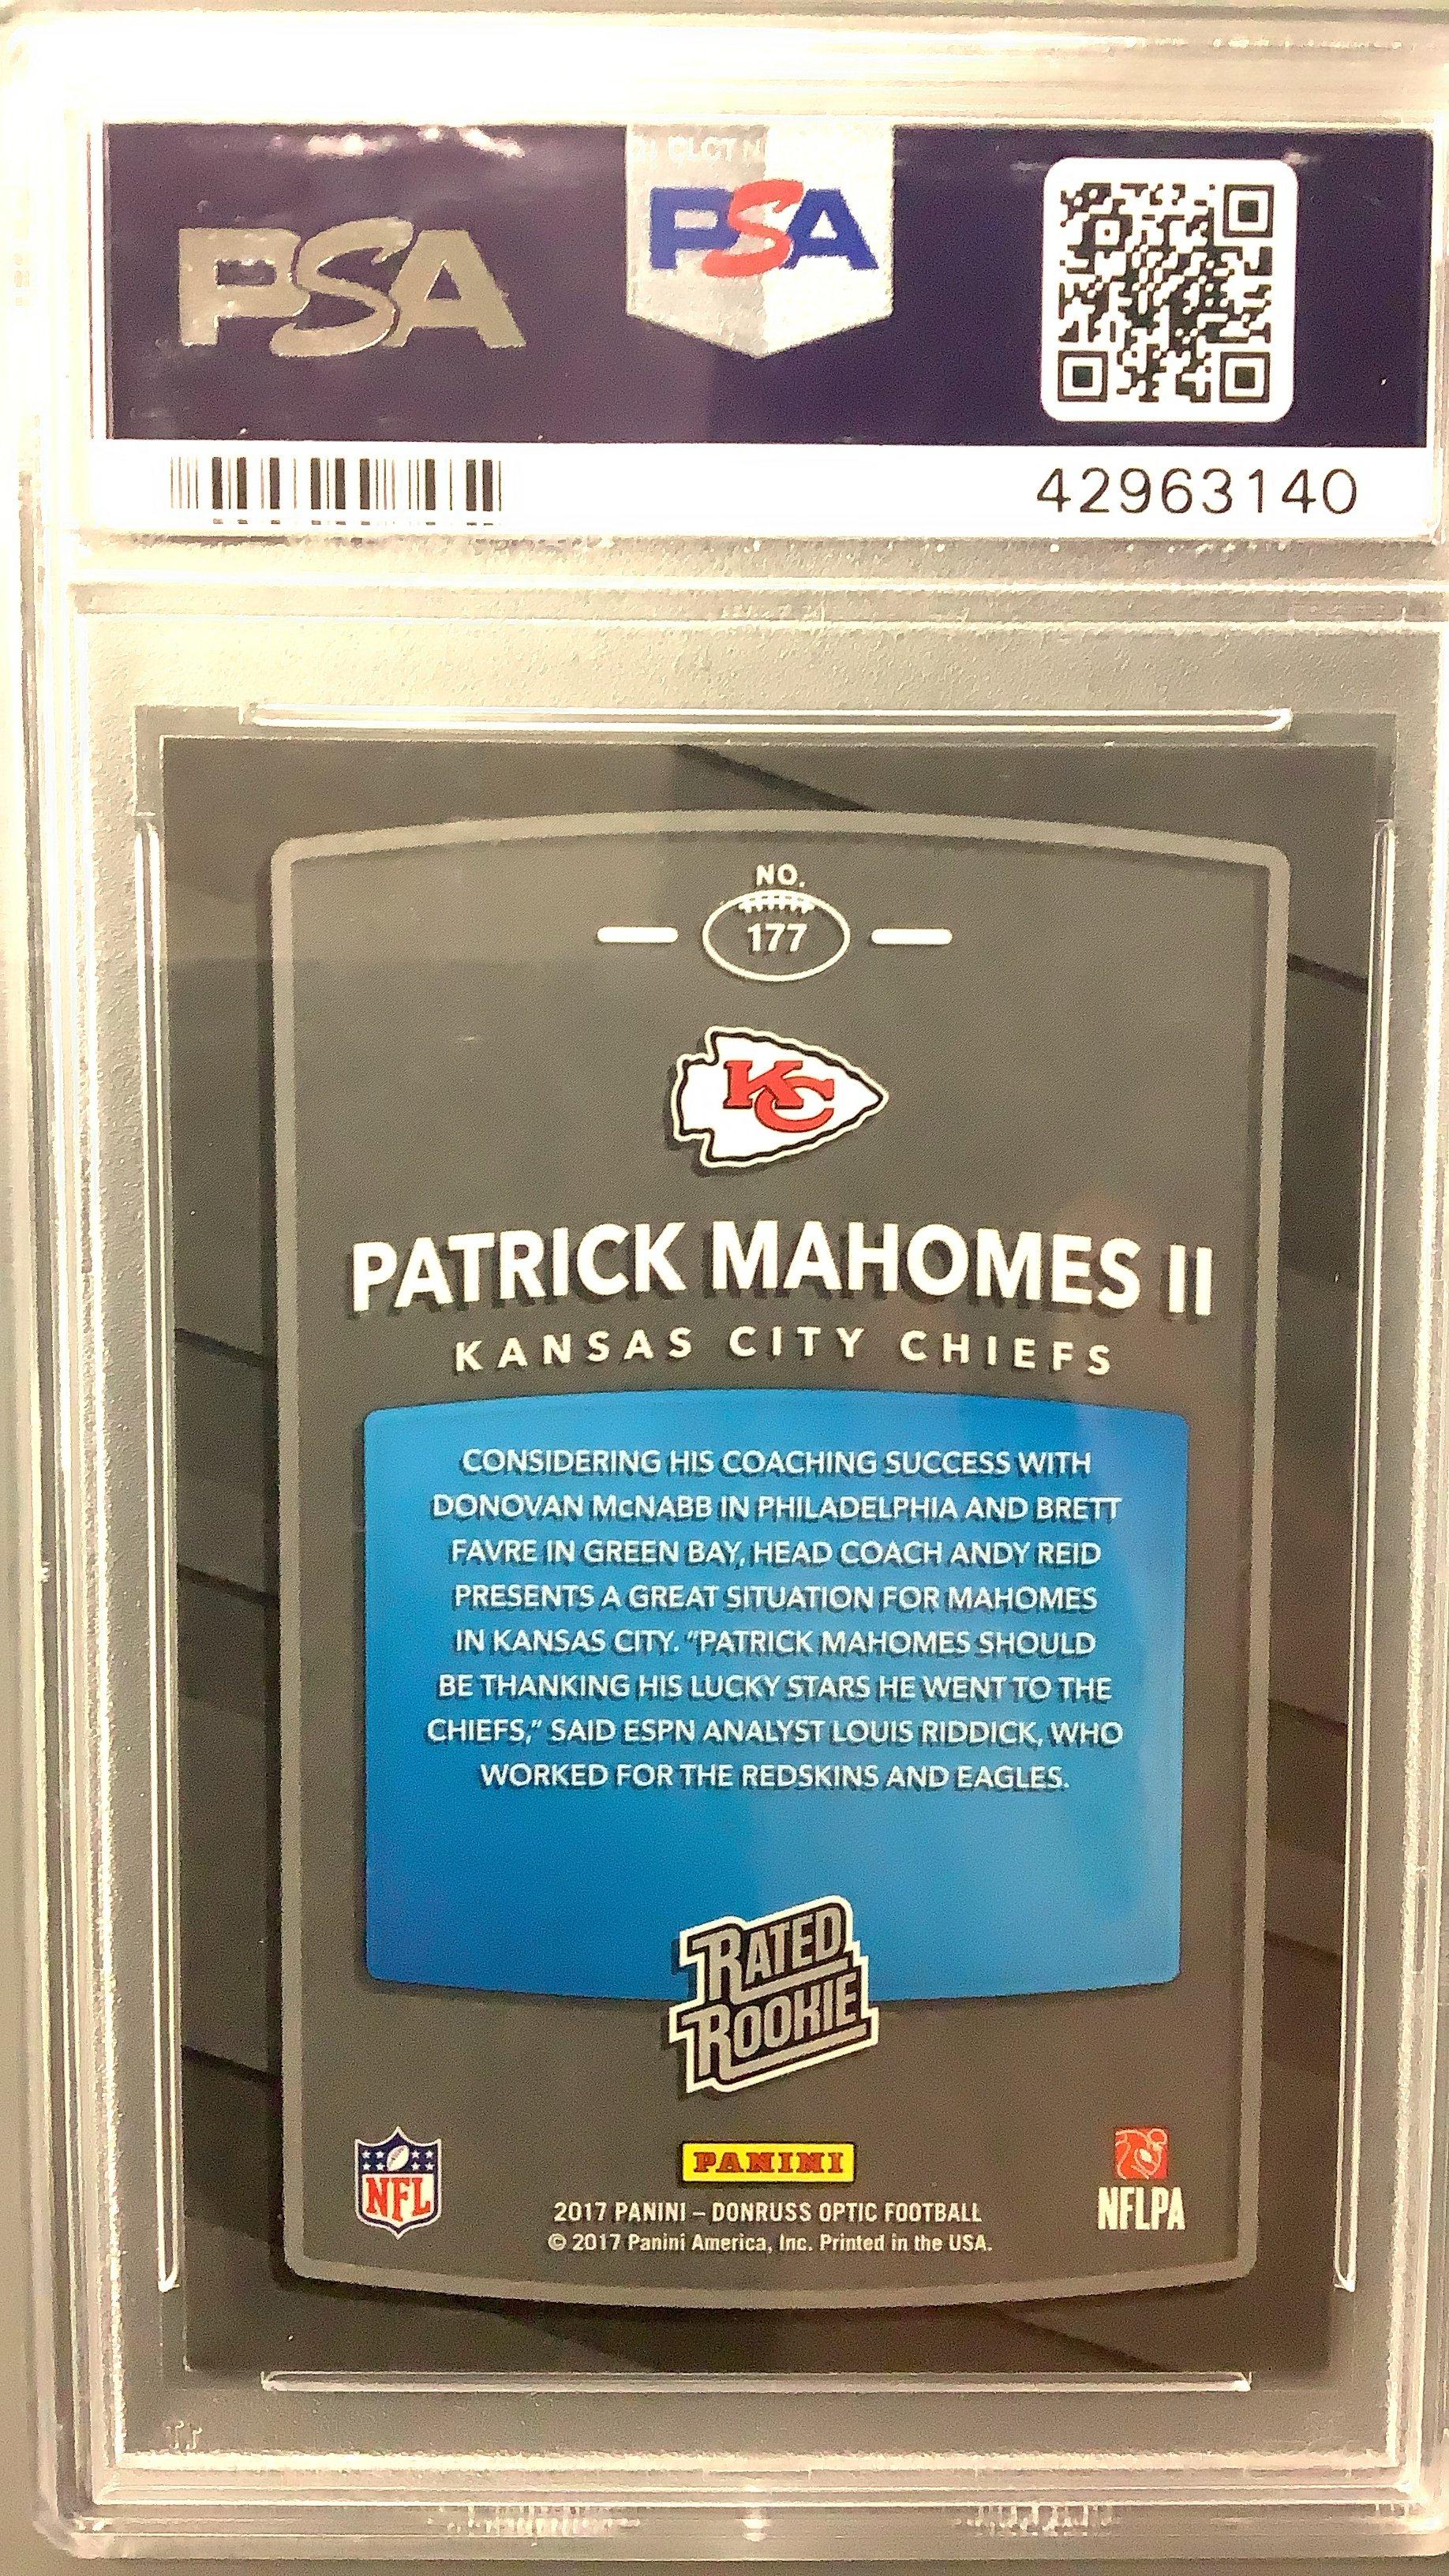 PSA
PSA
42963140
NO.
177
KC
PATRICK MAHOMES II
KANSAS CITY CHIEFS
CONSIDERING HIS COACHING SUCCESS WITH
DONOVAN McNABB IN PHILADELPHIA AND BRETT
FAVRE IN GREEN BAY, HEAD COACH ANDY REID
PRESENTS A GREAT SITUATION FOR MAHOMES
IN KANSAS CITY. “PATRICK MAHOMES SHOULD
BE THANKING HIS LUCKY STARS HE WENT TO THE
CHIEFS,” SAID ESPN ANALYST LOUIS RIDDICK, WHO
WORKED FOR THE REDSKINS AND EAGLES.
RATED
ROOKIE
NFL
PANINI
NFLPA
2017 PANINI – DONRUSS OPTIC FOOTBALL
© 2017 Panini America, Inc. Printed in the USA.